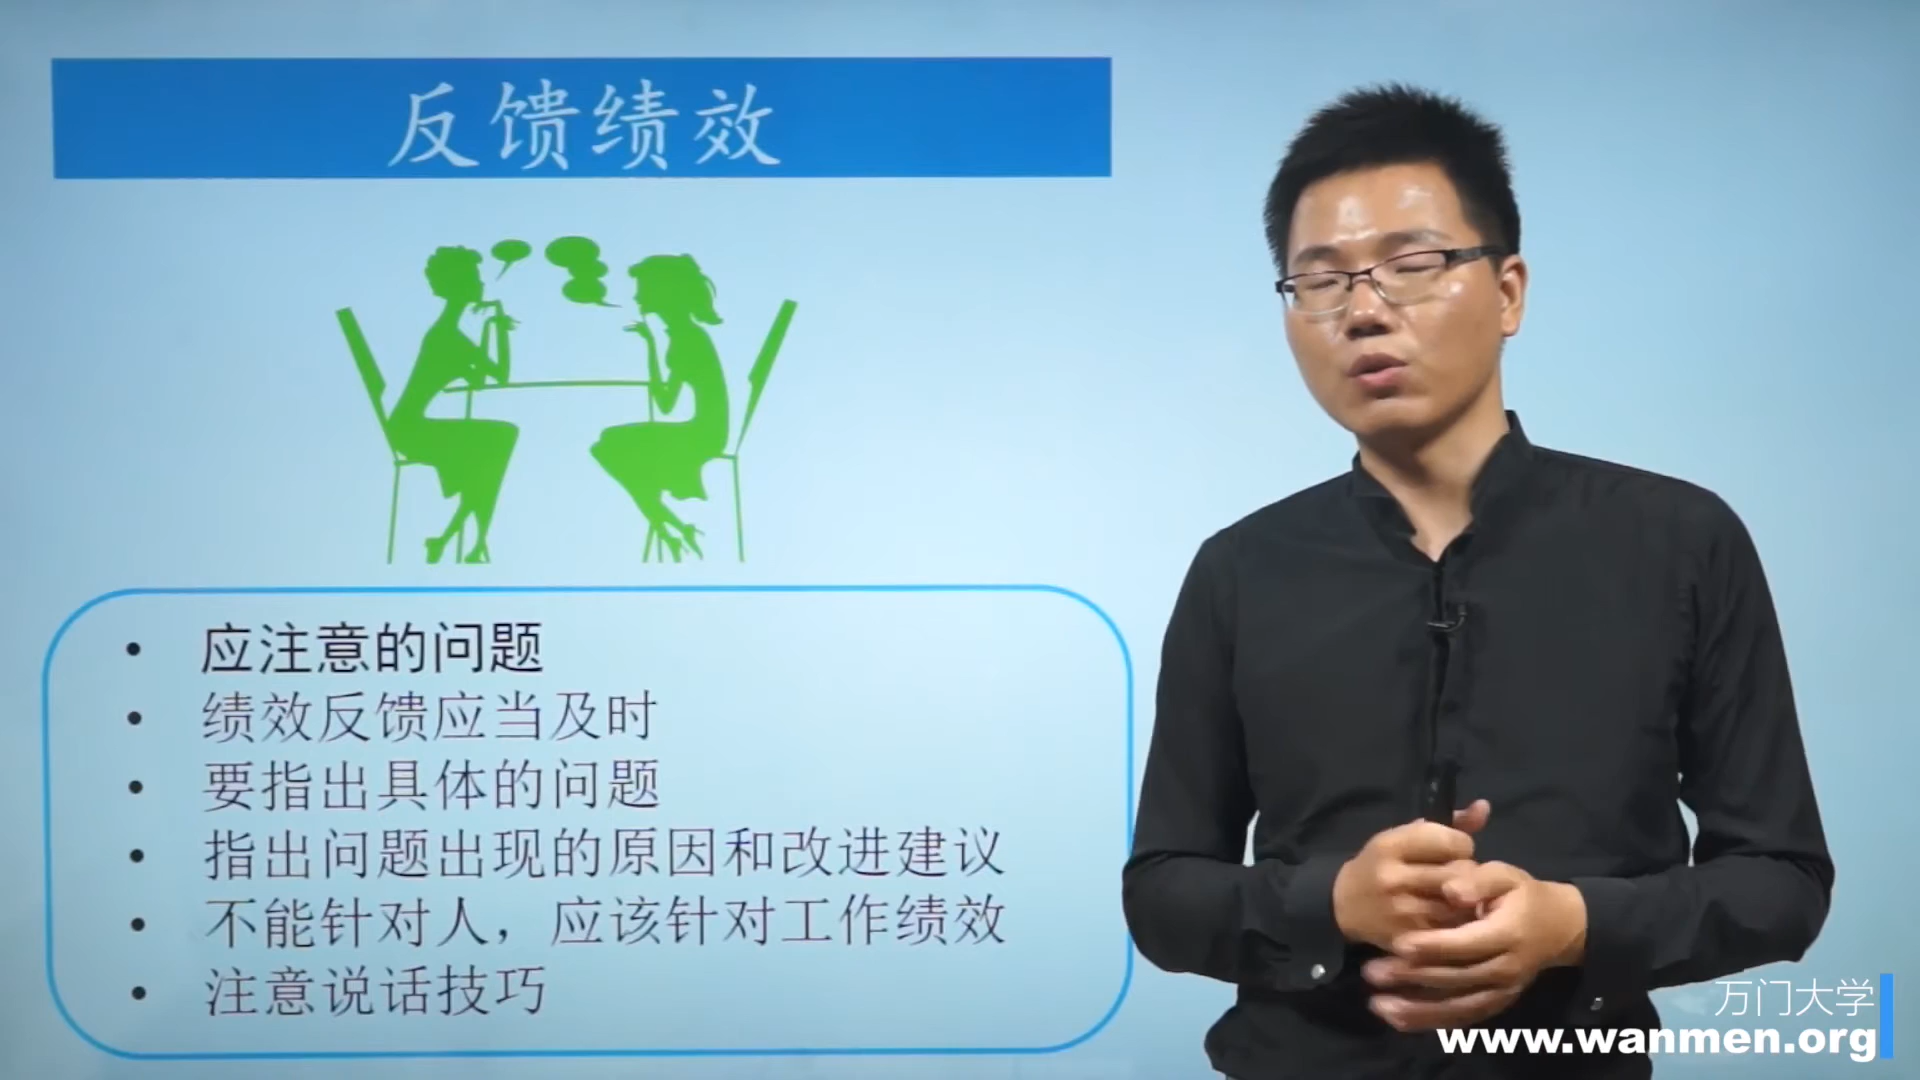 反馈绩效
• 应注意的问题
• 绩效反馈应当及时
• 要指出具体的问题
• 指出问题出现的原因和改进建议
• 不能针对人，应该针对工作绩效
• 注意说话技巧
万门大学
www.wanmen.org